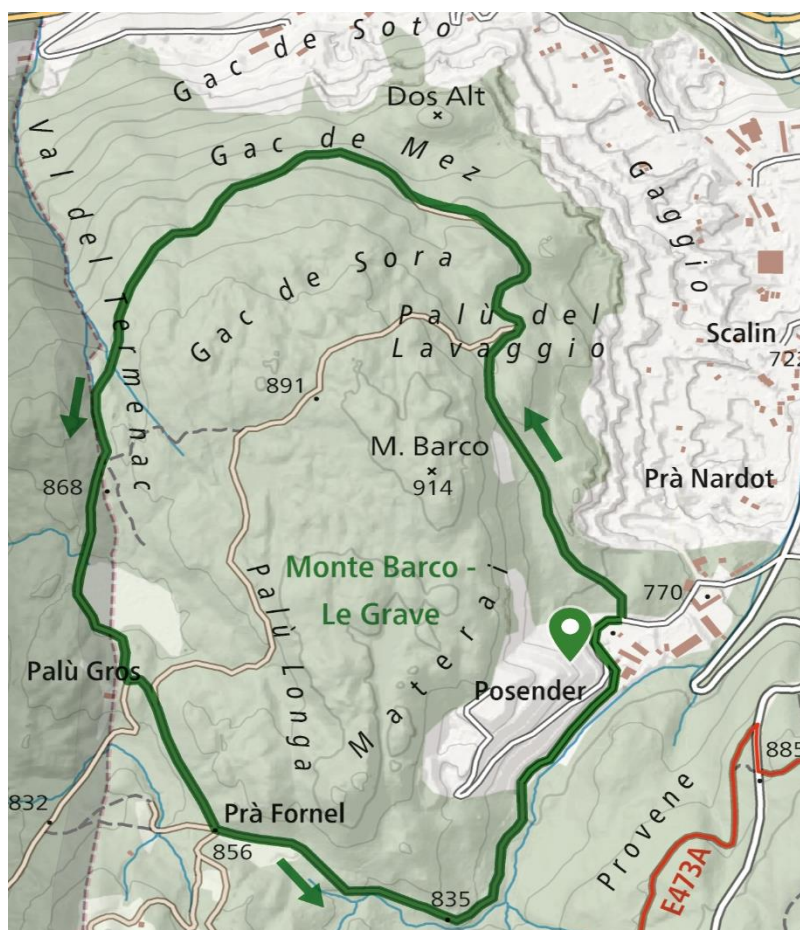 Gac de Soto
Dos Alt
Gac de Mez
Val del Termenac
Gaggio
Gac de Sora
Palù del
Lavaggio
Scalin
891
M. Barco
914
868
Prà Nardot
Monte Barco -
Le Grave
770
Palù Longa
Materai
Palù Gros
Posender
885
832
Prà Fornel
856
Provene
E473A
835